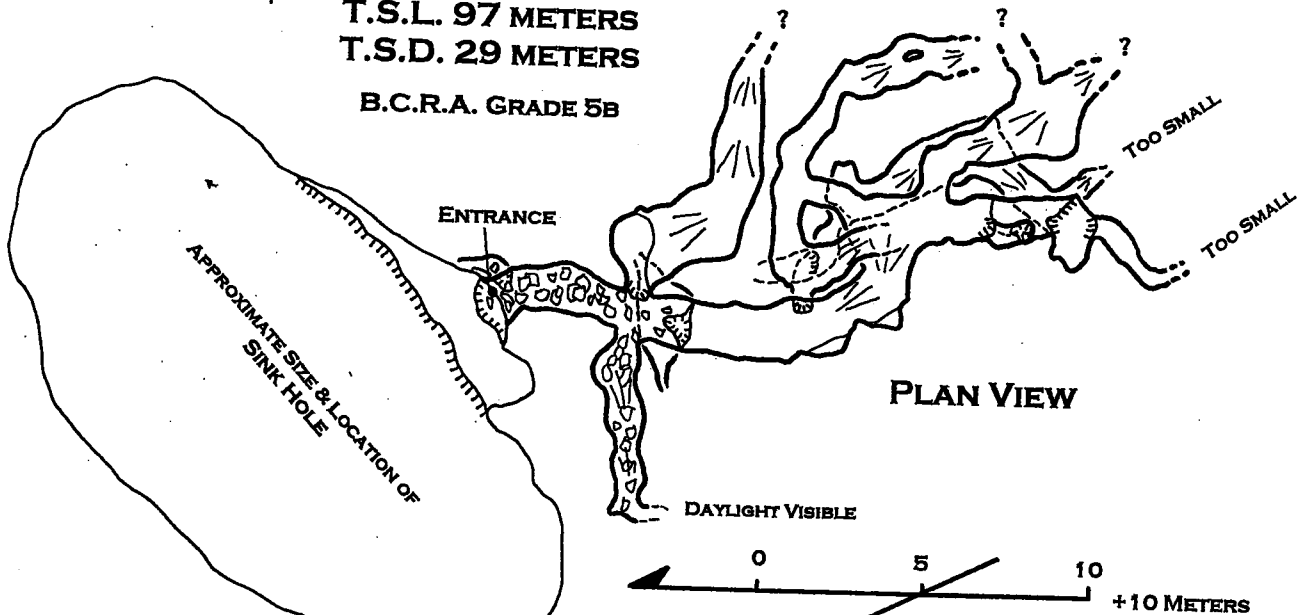 T.S.L. 97 METERS
T.S.D. 29 METERS
B.C.R.A. GRADE 5B
?
?
?
TOO SMALL
TOO SMALL
ENTRANCE
APPROXIMATE SIZE & LOCATION OF
SINK HOLE
PLAN VIEW
DAYLIGHT VISIBLE
0
5
10
+10 METERS